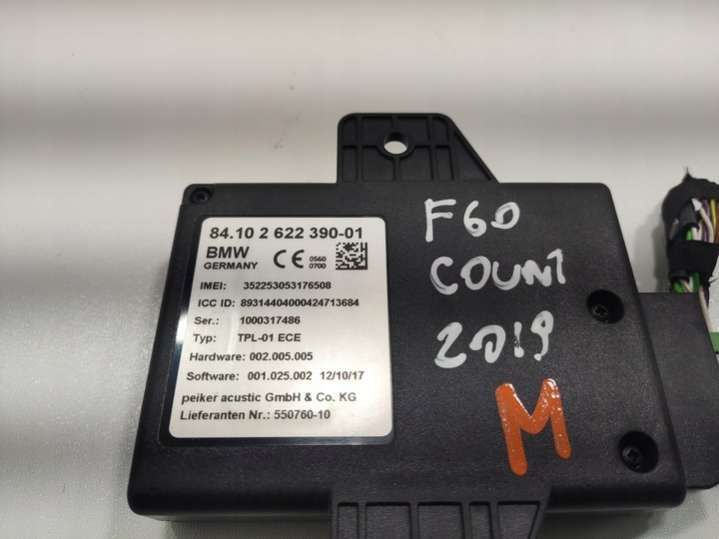 84.10 2 622 390-01
BMW
GERMANY
CE 0560
0700
IMEI: 352253053176508
ICC ID: 89314404000424713684
Ser.: 1000317486
Typ: TPL-01 ECE
Hardware: 002.005.005
Software: 001.025.002 12/10/17
peiker acustic GmbH & Co. KG
Lieferanten Nr.: 550760-10
F60
COUNT
2019
M